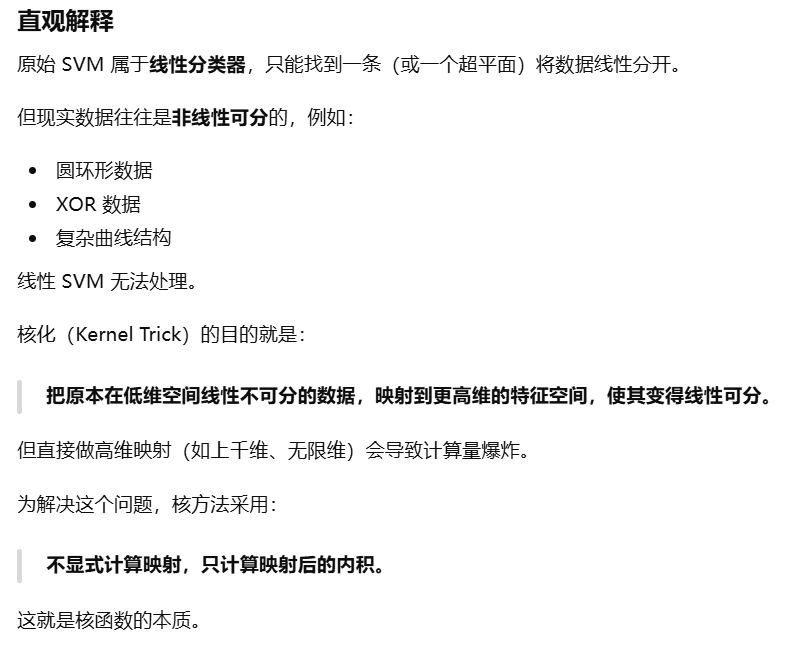 直观解释
原始 SVM 属于线性分类器，只能找到一条（或一个超平面）将数据线性分开。
但现实数据往往是非线性可分的，例如：
• 圆环形数据
• XOR 数据
• 复杂曲线结构
线性 SVM 无法处理。
核化（Kernel Trick）的目的就是：
把原本在低维空间线性不可分的数据，映射到更高维的特征空间，使其变得线性可分。
但直接做高维映射（如上千维、无限维）会导致计算量爆炸。
为解决这个问题，核方法采用：
不显式计算映射，只计算映射后的内积。
这就是核函数的本质。